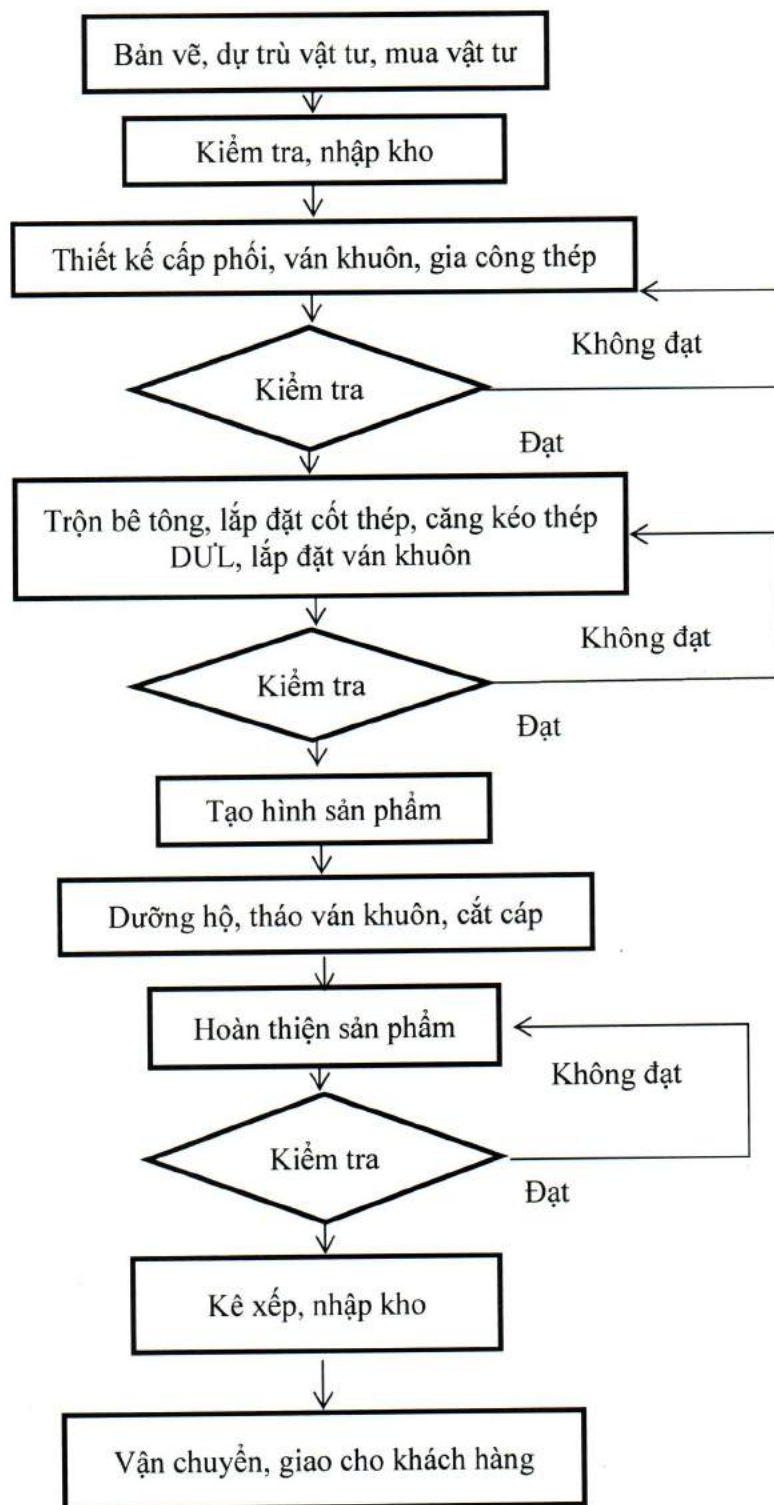 Bản vẽ, dự trù vật tư, mua vật tư
Kiểm tra, nhập kho
Thiết kế cấp phối, ván khuôn, gia công thép
Không đạt
Kiểm tra
Đạt
Trộn bê tông, lắp đặt cốt thép, căng kéo thép
DƯL, lắp đặt ván khuôn
Không đạt
Kiểm tra
Đạt
Tạo hình sản phẩm
Dưỡng hộ, tháo ván khuôn, cắt cáp
Hoàn thiện sản phẩm
Không đạt
Kiểm tra
Đạt
Kê xếp, nhập kho
Vận chuyển, giao cho khách hàng